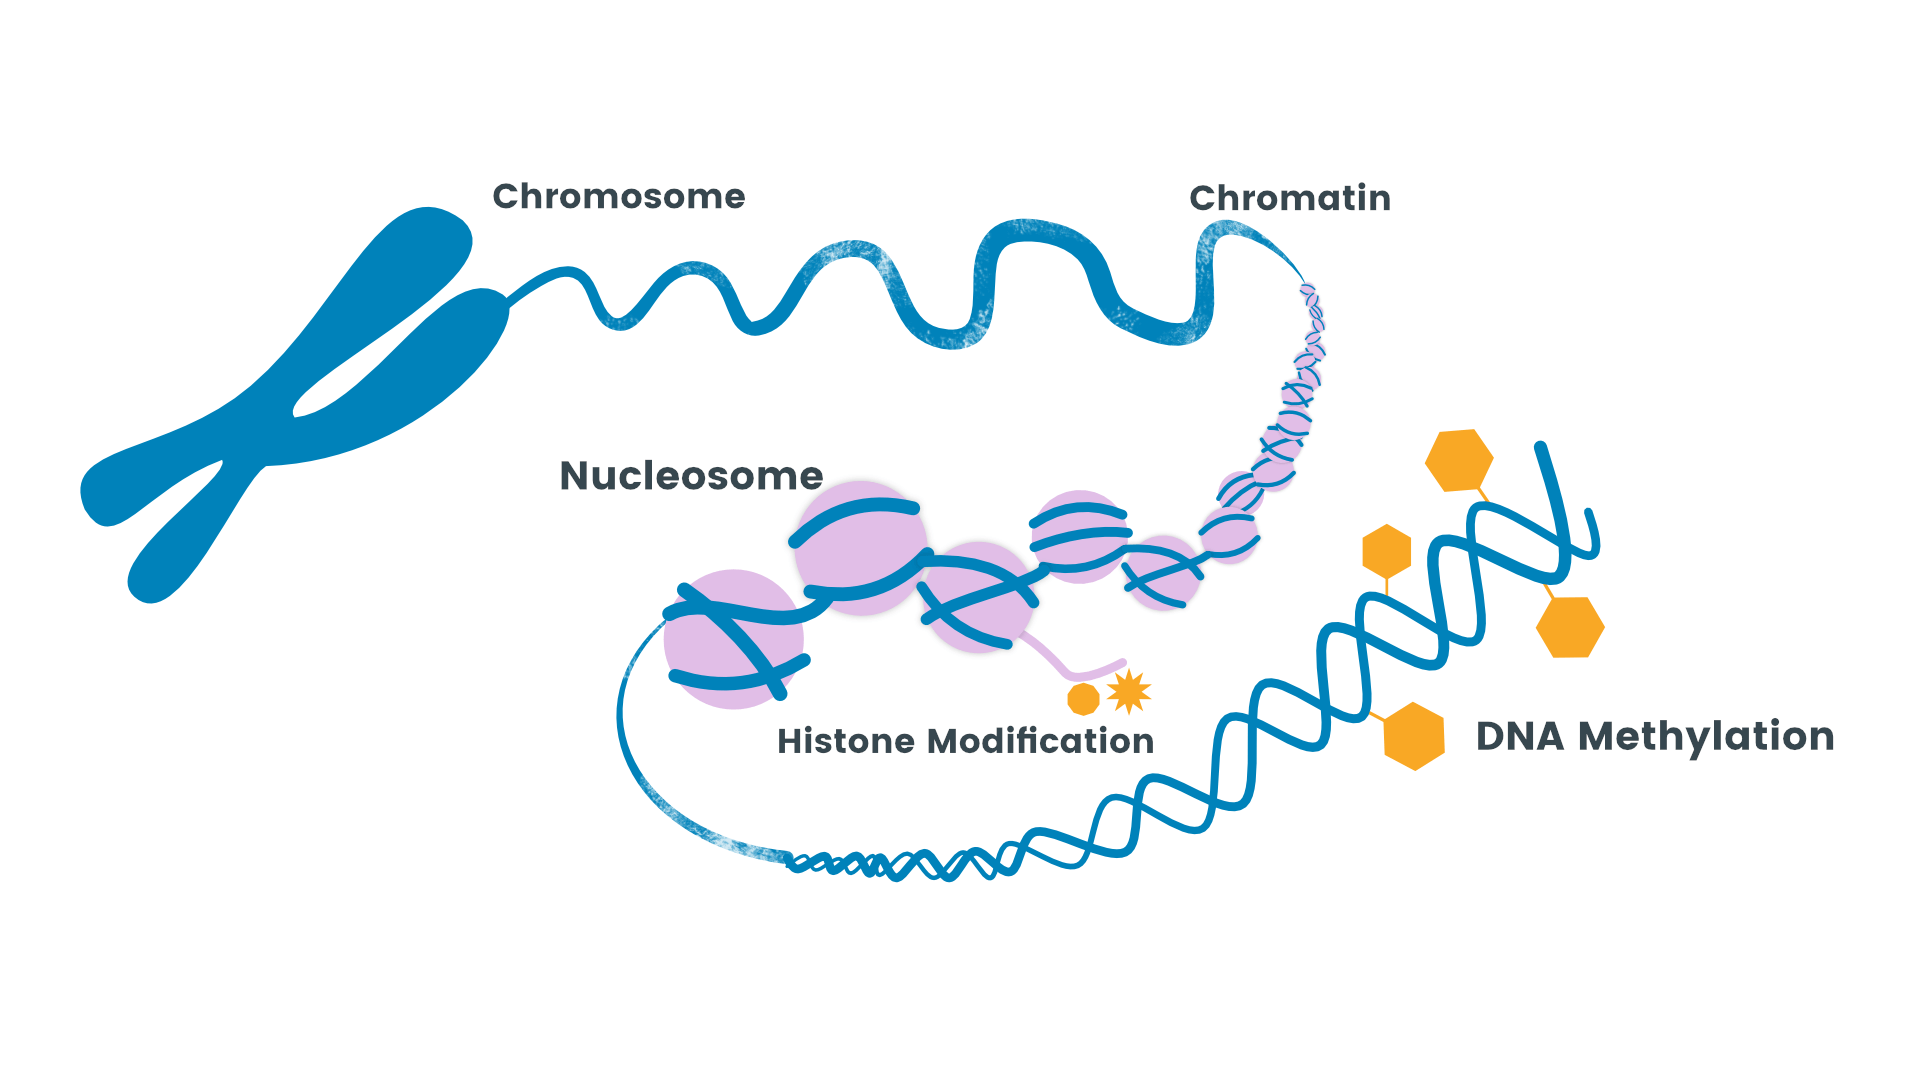 Chromosome
Chromatin
Nucleosome
Histone Modification
DNA Methylation